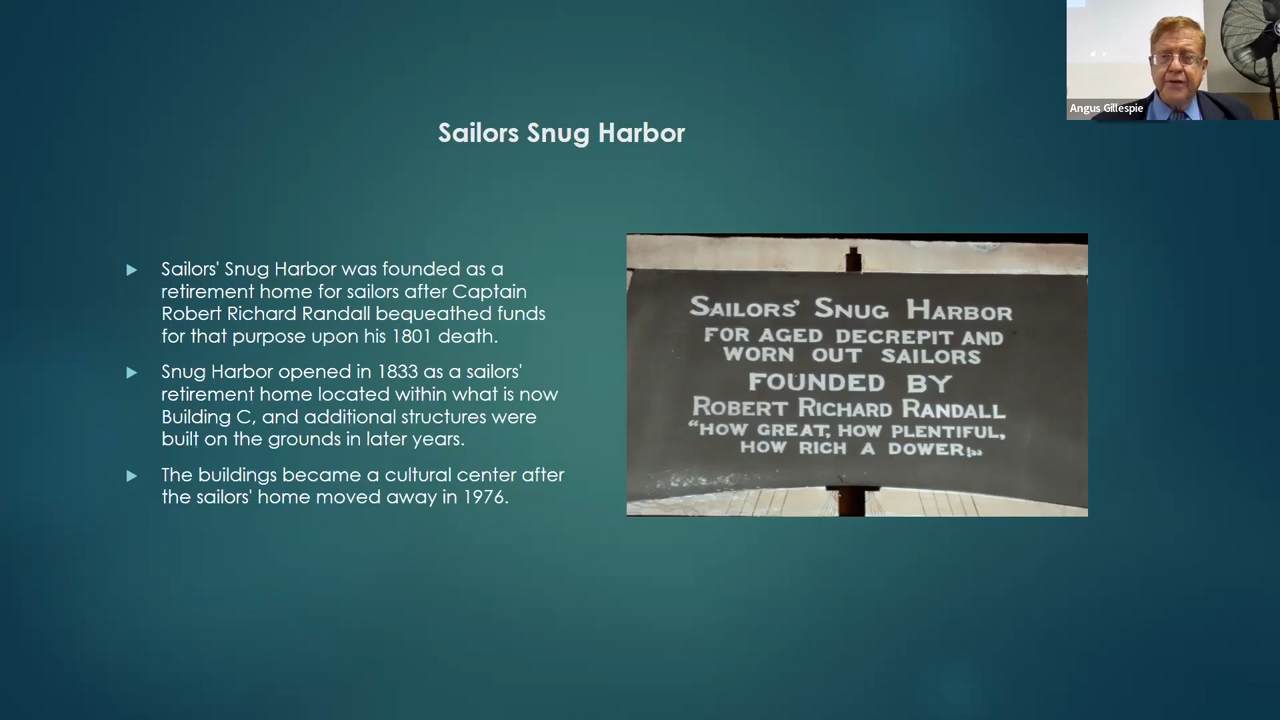 Angus Gillespie
Sailors Snug Harbor
Sailors' Snug Harbor was founded as a
retirement home for sailors after Captain
Robert Richard Randall bequeathed funds
for that purpose upon his 1801 death.
Snug Harbor opened in 1833 as a sailors'
retirement home located within what is now
Building C, and additional structures were
built on the grounds in later years.
The buildings became a cultural center after
the sailors' home moved away in 1976.
SAILORS' SNUG HARBOR
FOR AGED DECREPIT AND
WORN OUT SAILORS
FOUNDED BY
ROBERT RICHARD RANDALL
“HOW GREAT, HOW PLENTIFUL,
HOW RICH A DOWER!”